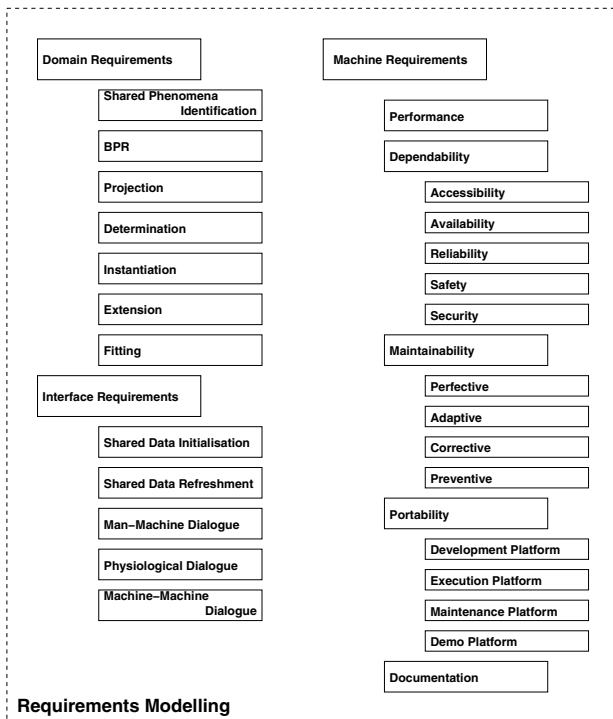 Domain Requirements
Shared Phenomena
Identification
BPR
Projection
Determination
Instantiation
Extension
Fitting
Interface Requirements
Shared Data Initialisation
Shared Data Refreshment
Man−Machine Dialogue
Physiological Dialogue
Machine−Machine
Dialogue
Machine Requirements
Performance
Dependability
Accessibility
Availability
Reliability
Safety
Security
Maintainability
Perfective
Adaptive
Corrective
Preventive
Portability
Development Platform
Execution Platform
Maintenance Platform
Demo Platform
Documentation
Requirements Modelling